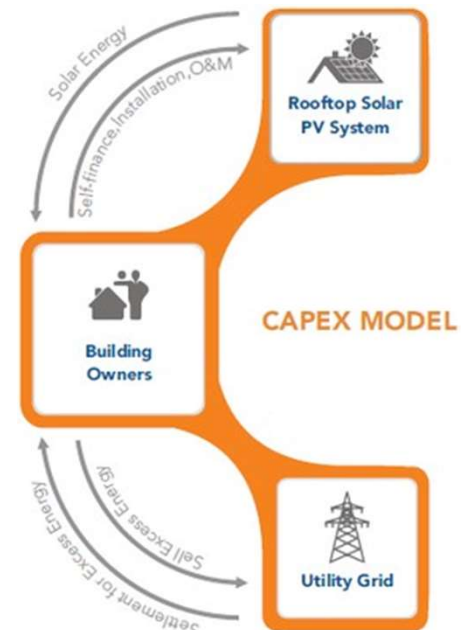 Solar Energy
Self-finance, Installation, O&M
Rooftop Solar
PV System
CAPEX MODEL
Building
Owners
Sell Excess Energy
Settlement for Excess Energy
Utility Grid